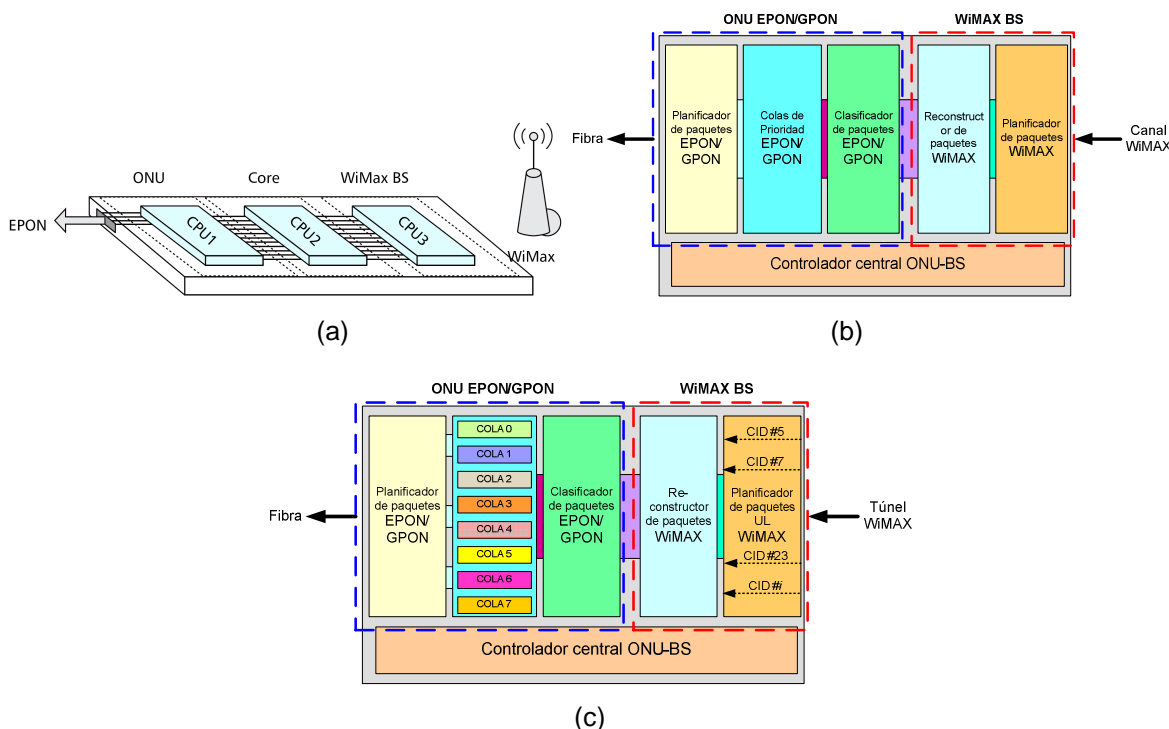 ONU
Core
WiMax BS
EPON
CPU1
CPU2
CPU3
WiMax
(a)
ONU EPON/GPON
WiMAX BS
Fibra
Planificador
de paquetes
EPON/
GPON
Colas de
Prioridad
EPON/
GPON
Clasificador
de paquetes
EPON/
GPON
Reconstruct
or de
paquetes
WiMAX
Planificador
de paquetes
WiMAX
Canal
WiMAX
Controlador central ONU-BS
(b)
ONU EPON/GPON
WiMAX BS
Fibra
Planificador
de paquetes
EPON/
GPON
COLA 0
COLA 1
COLA 2
COLA 3
COLA 4
COLA 5
COLA 6
COLA 7
Clasificador
de paquetes
EPON/
GPON
Re-
constructor
de paquetes
WiMAX
CID#5
CID#7
Planificador
de paquetes
UL
WiMAX
CID#23
CID#i
Túnel
WiMAX
Controlador central ONU-BS
(c)